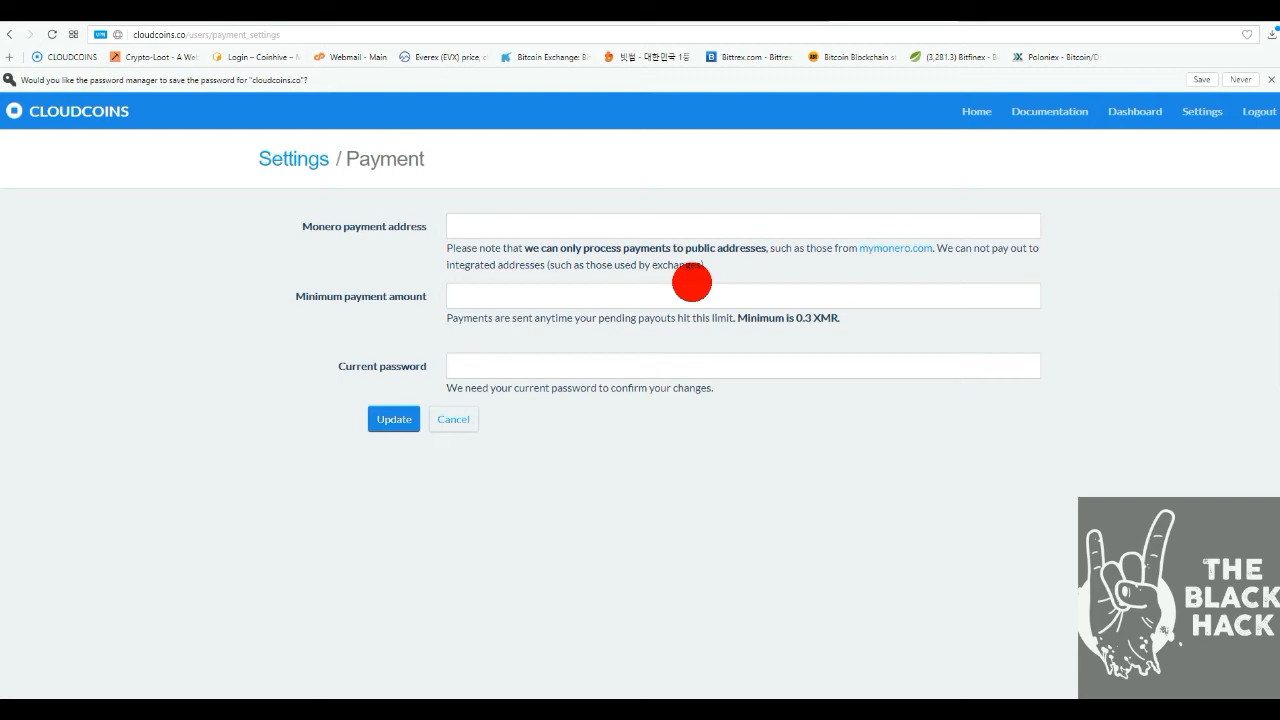 VPN cloudcoins.co/users/payment_settings
CLOUDCOINS Crypto-Loot - A We Login – Coinhive – M Webmail - Main Everex (EVX) price, c Bitcoin Exchange: Bi 빗썸 - 대한민국 1등 Bittrex.com - Bittrex Bitcoin Blockchain s (3,281.3) Bitfinex - B Poloniex - Bitcoin/D
Would you like the password manager to save the password for "cloudcoins.co"? Save Never
CLOUDCOINS Home Documentation Dashboard Settings Logout
Settings / Payment
Monero payment address
Please note that we can only process payments to public addresses, such as those from mymonero.com. We can not pay out to
integrated addresses (such as those used by exchanges)
Minimum payment amount
Payments are sent anytime your pending payouts hit this limit. Minimum is 0.3 XMR.
Current password
We need your current password to confirm your changes.
Update Cancel
THE
BLACK
HACK